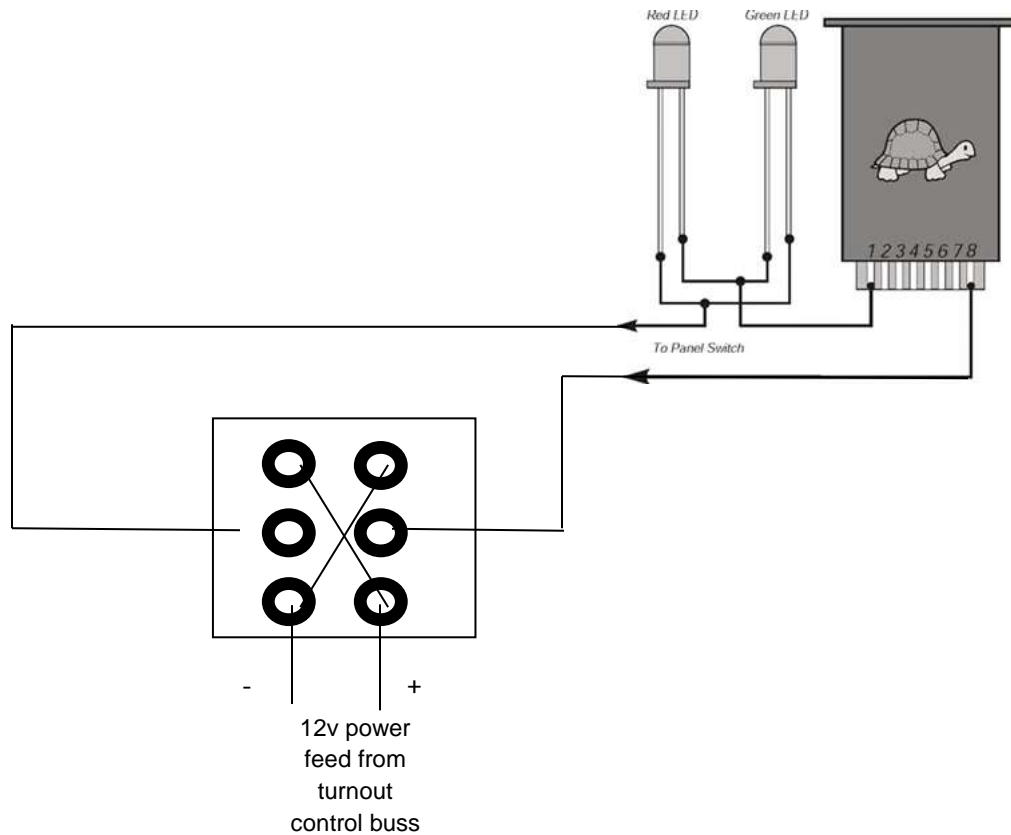 Red LED
Green LED
12345678
To Panel Switch
- +
12v power
feed from
turnout
control buss